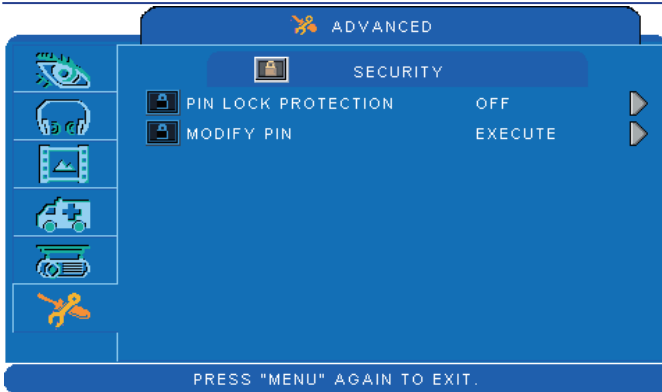 ADVANCED
SECURITY
PIN LOCK PROTECTION OFF
MODIFY PIN EXECUTE
PRESS "MENU" AGAIN TO EXIT.